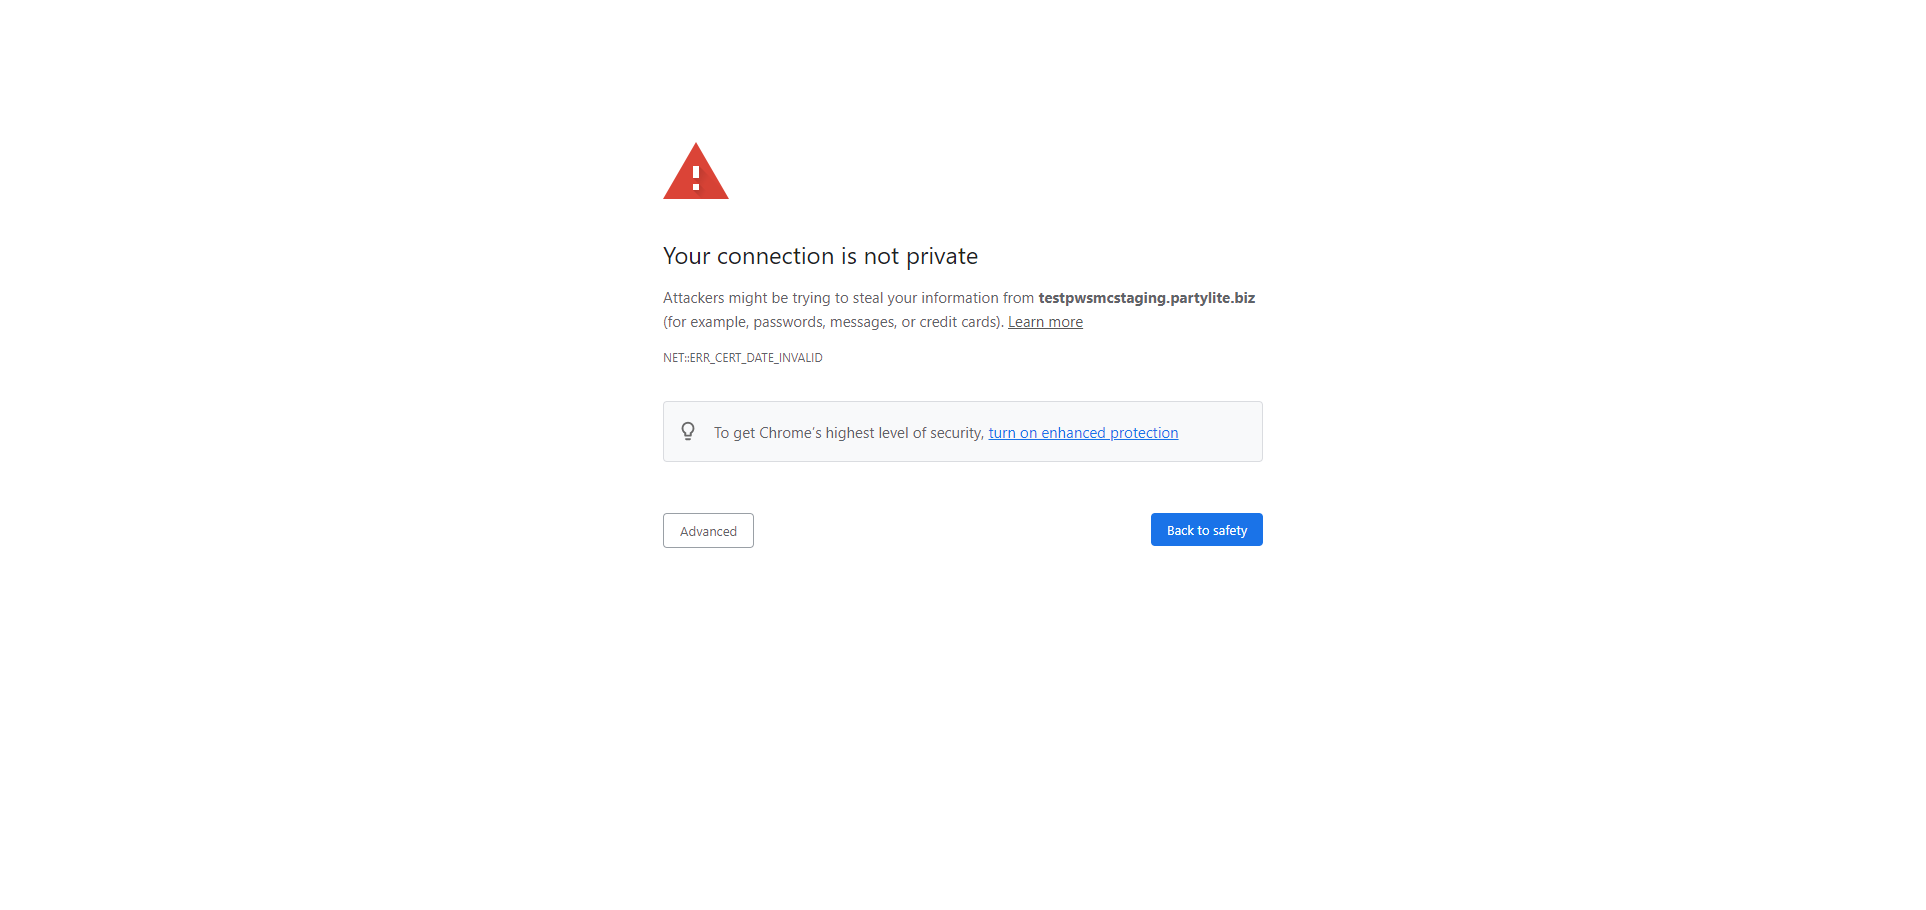 Your connection is not private
Attackers might be trying to steal your information from testpwsmcstaging.partylite.biz
(for example, passwords, messages, or credit cards). Learn more
NET::ERR_CERT_DATE_INVALID
To get Chrome's highest level of security, turn on enhanced protection
Advanced
Back to safety